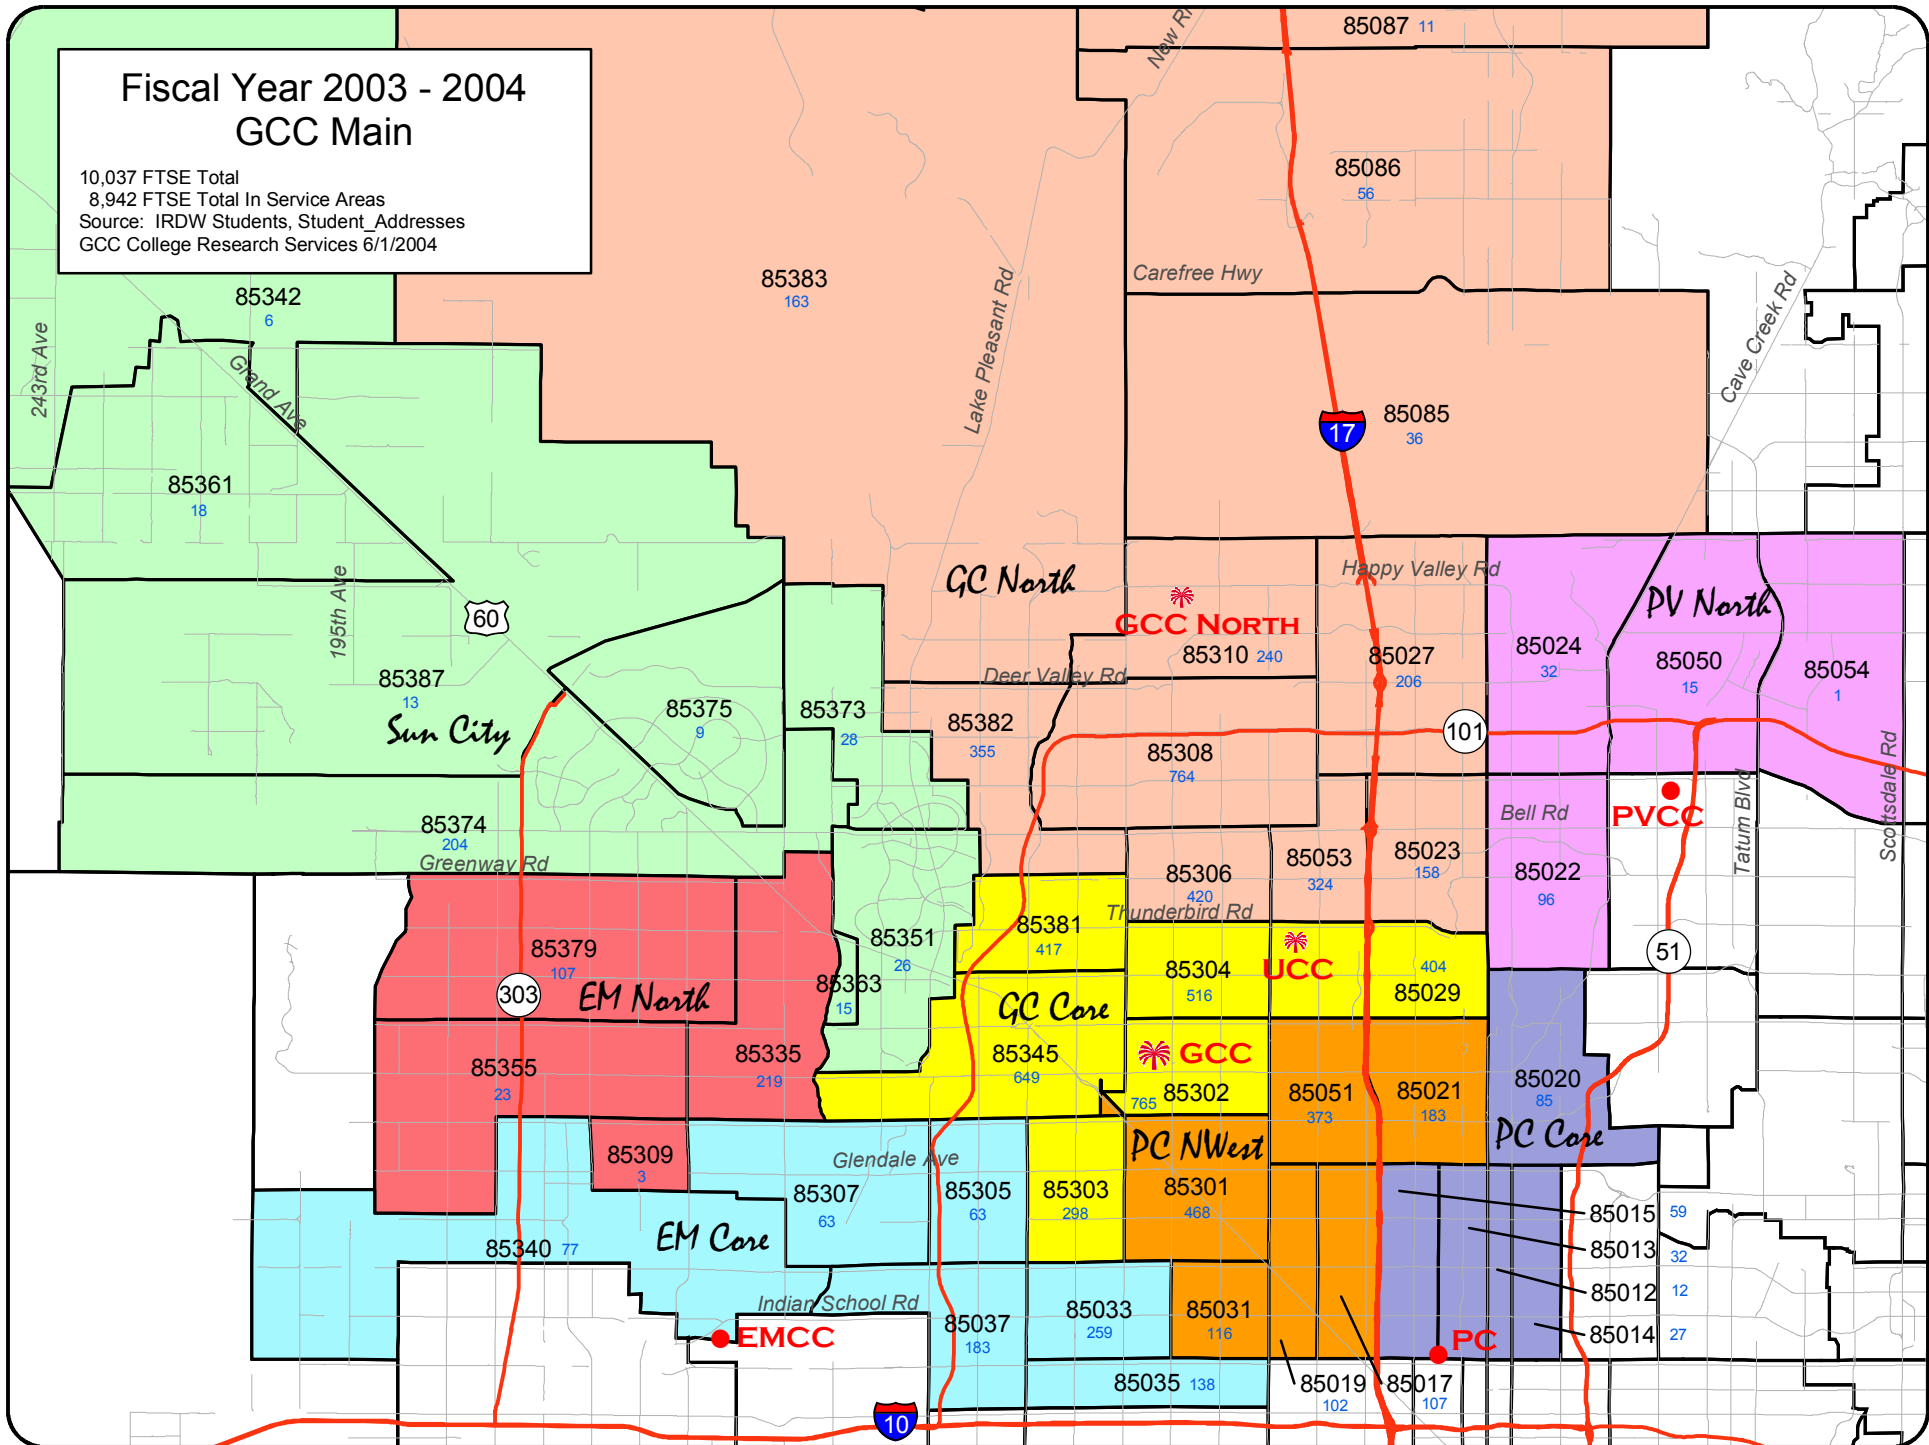 Fiscal Year 2003 - 2004
GCC Main
10,037 FTSE Total
8,942 FTSE Total In Service Areas
Source: IRDW Students, Student_Addresses
GCC College Research Services 6/1/2004
85087 11
85086
56
Carefree Hwy
85383
163
85342
6
243rd Ave
Grand Ave
Lake Pleasant Rd
Cave Creek Rd
17
85085
36
85361
18
195th Ave
60
GC North
GCC North
85310 240
Happy Valley Rd
85027
206
PV North
85024
32
85050
15
85054
1
Deer Valley Rd
85387
13
Sun City
85375
9
85373
28
85382
355
85308
764
101
Bell Rd
PVCC
Tatum Blvd
Scottsdale Rd
85374
204
Greenway Rd
85306
420
85053
324
85023
158
85022
96
Thunderbird Rd
85379
107
303
EM North
85351
26
85363
15
85381
417
GC Core
85304
516
UCC
404
85029
51
85355
23
85335
219
85345
649
GCC
765 85302
85051
373
85021
183
85020
85
PC Core
85309
3
Glendale Ave
PC NWest
85307
63
85305
63
85303
298
85301
468
85015 59
85013 32
85012 12
85014 27
EM Core
85340 77
Indian School Rd
EMCC
85037
183
85033
259
85031
116
PC
85035 138
85019
102
85017
107
10